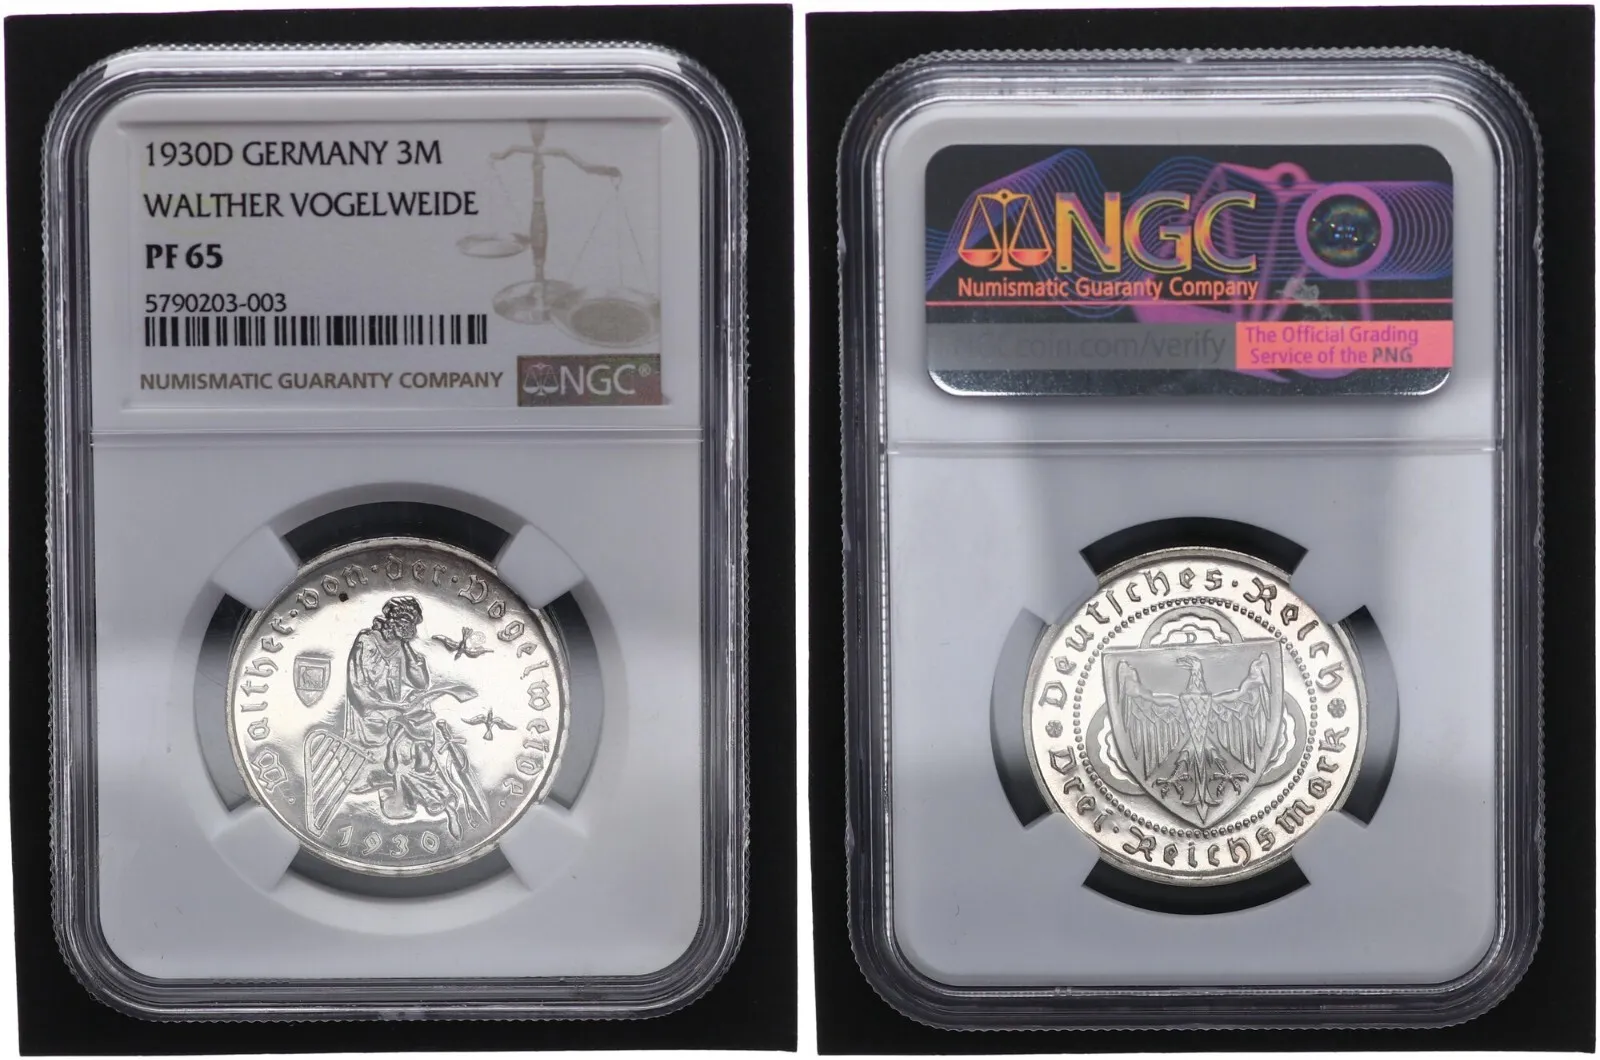 1930D GERMANY 3M
WALTHER VOGELWEIDE
PF 65
5790203-003
NUMISMATIC GUARANTY COMPANY
NGC®
Walther·von·der·Vogelweide·
1930
NGC
Numismatic Guaranty Company
NGCcoin.com/verify
The Official Grading
Service of the PNG
Deutsches·Reich
D
Drei·Reichsmark